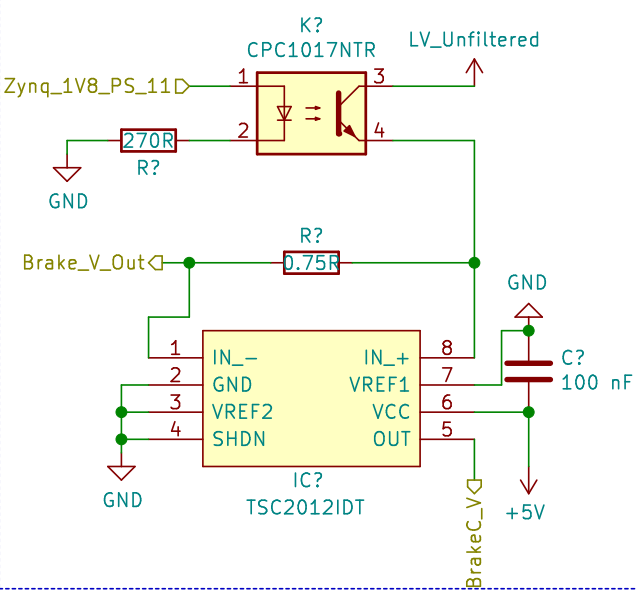 K?
CPC1017NTR
LV_Unfiltered
Zynq_1V8_PS_11
1
3
2
4
270R
R?
GND
R?
Brake_V_Out
0.75R
GND
1
IN_-
IN_+
8
2
GND
VREF1
7
3
VREF2
VCC
6
4
SHDN
OUT
5
C?
100 nF
GND
IC?
TSC2012IDT
BrakeC_V
+5V